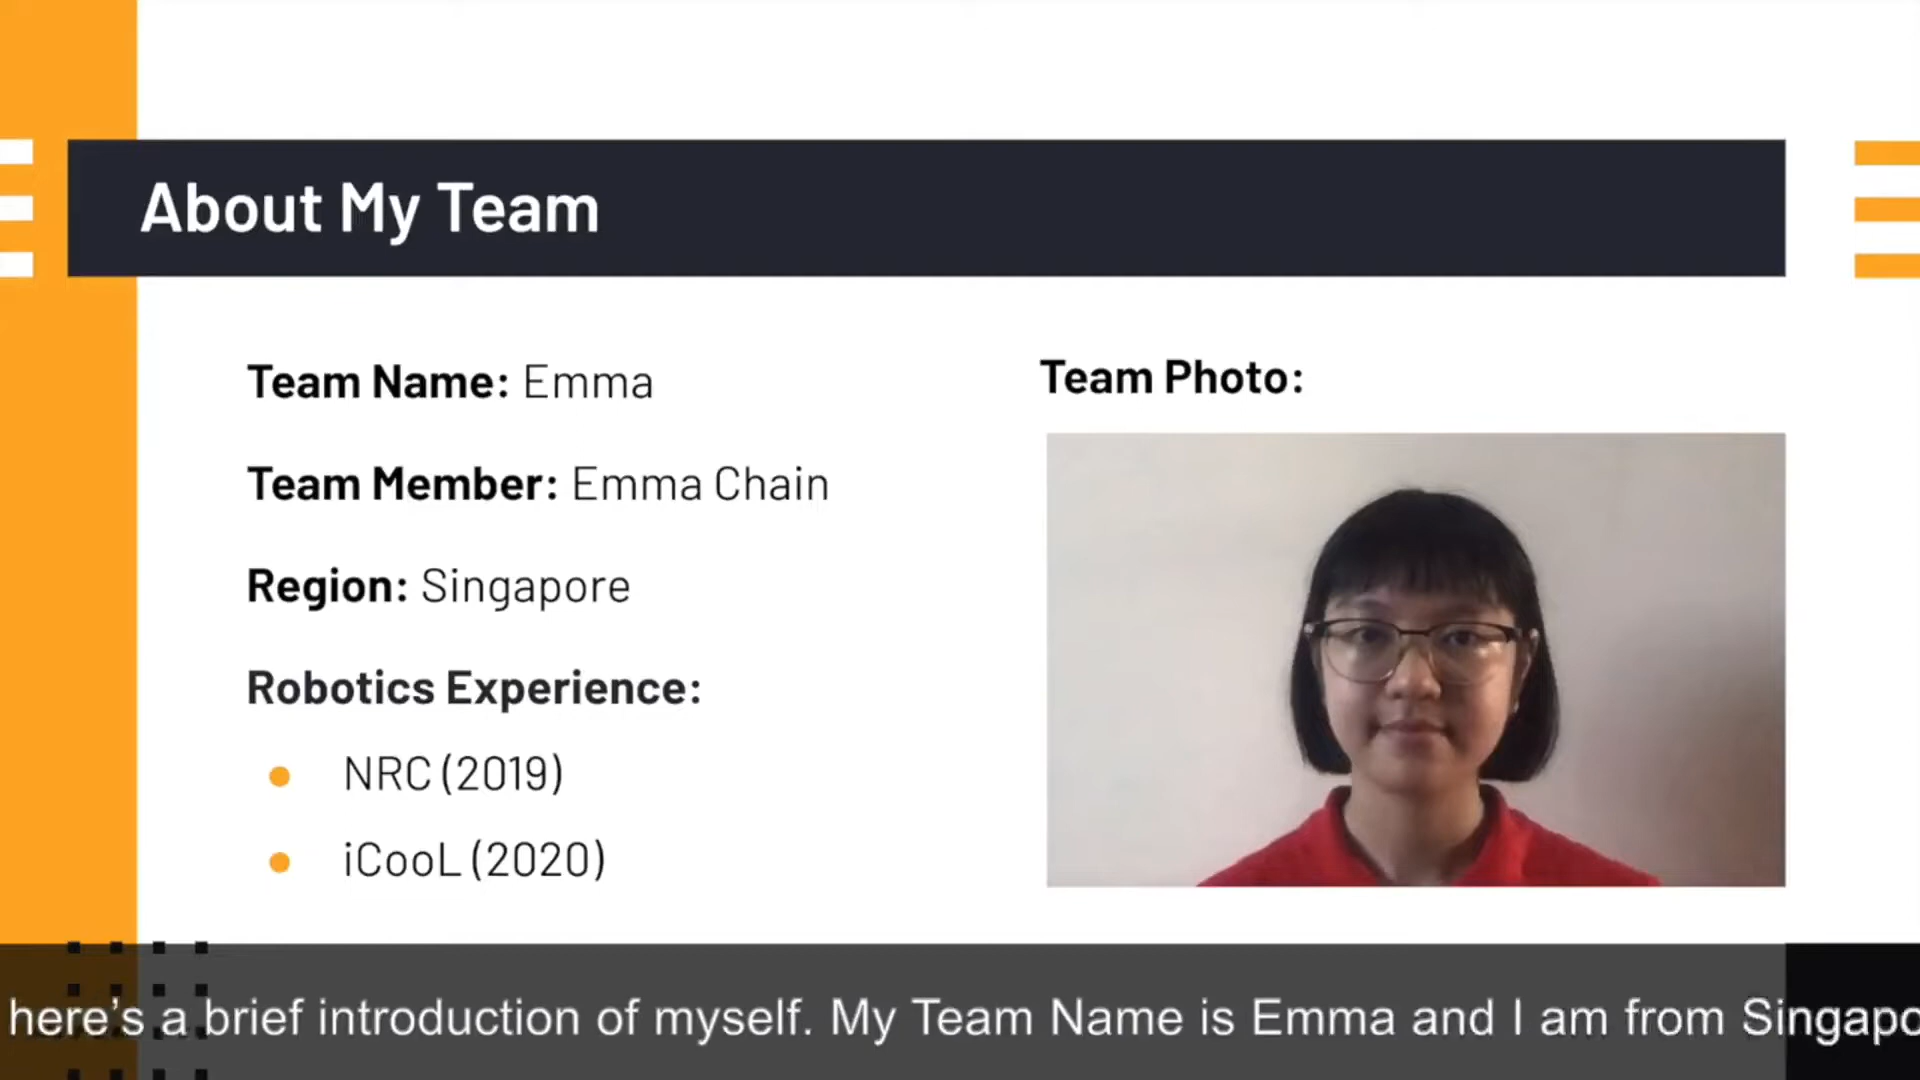 About My Team
Team Name: Emma
Team Member: Emma Chain
Region: Singapore
Robotics Experience:
NRC (2019)
iCooL (2020)
Team Photo:
here’s a brief introduction of myself. My Team Name is Emma and I am from Singapo